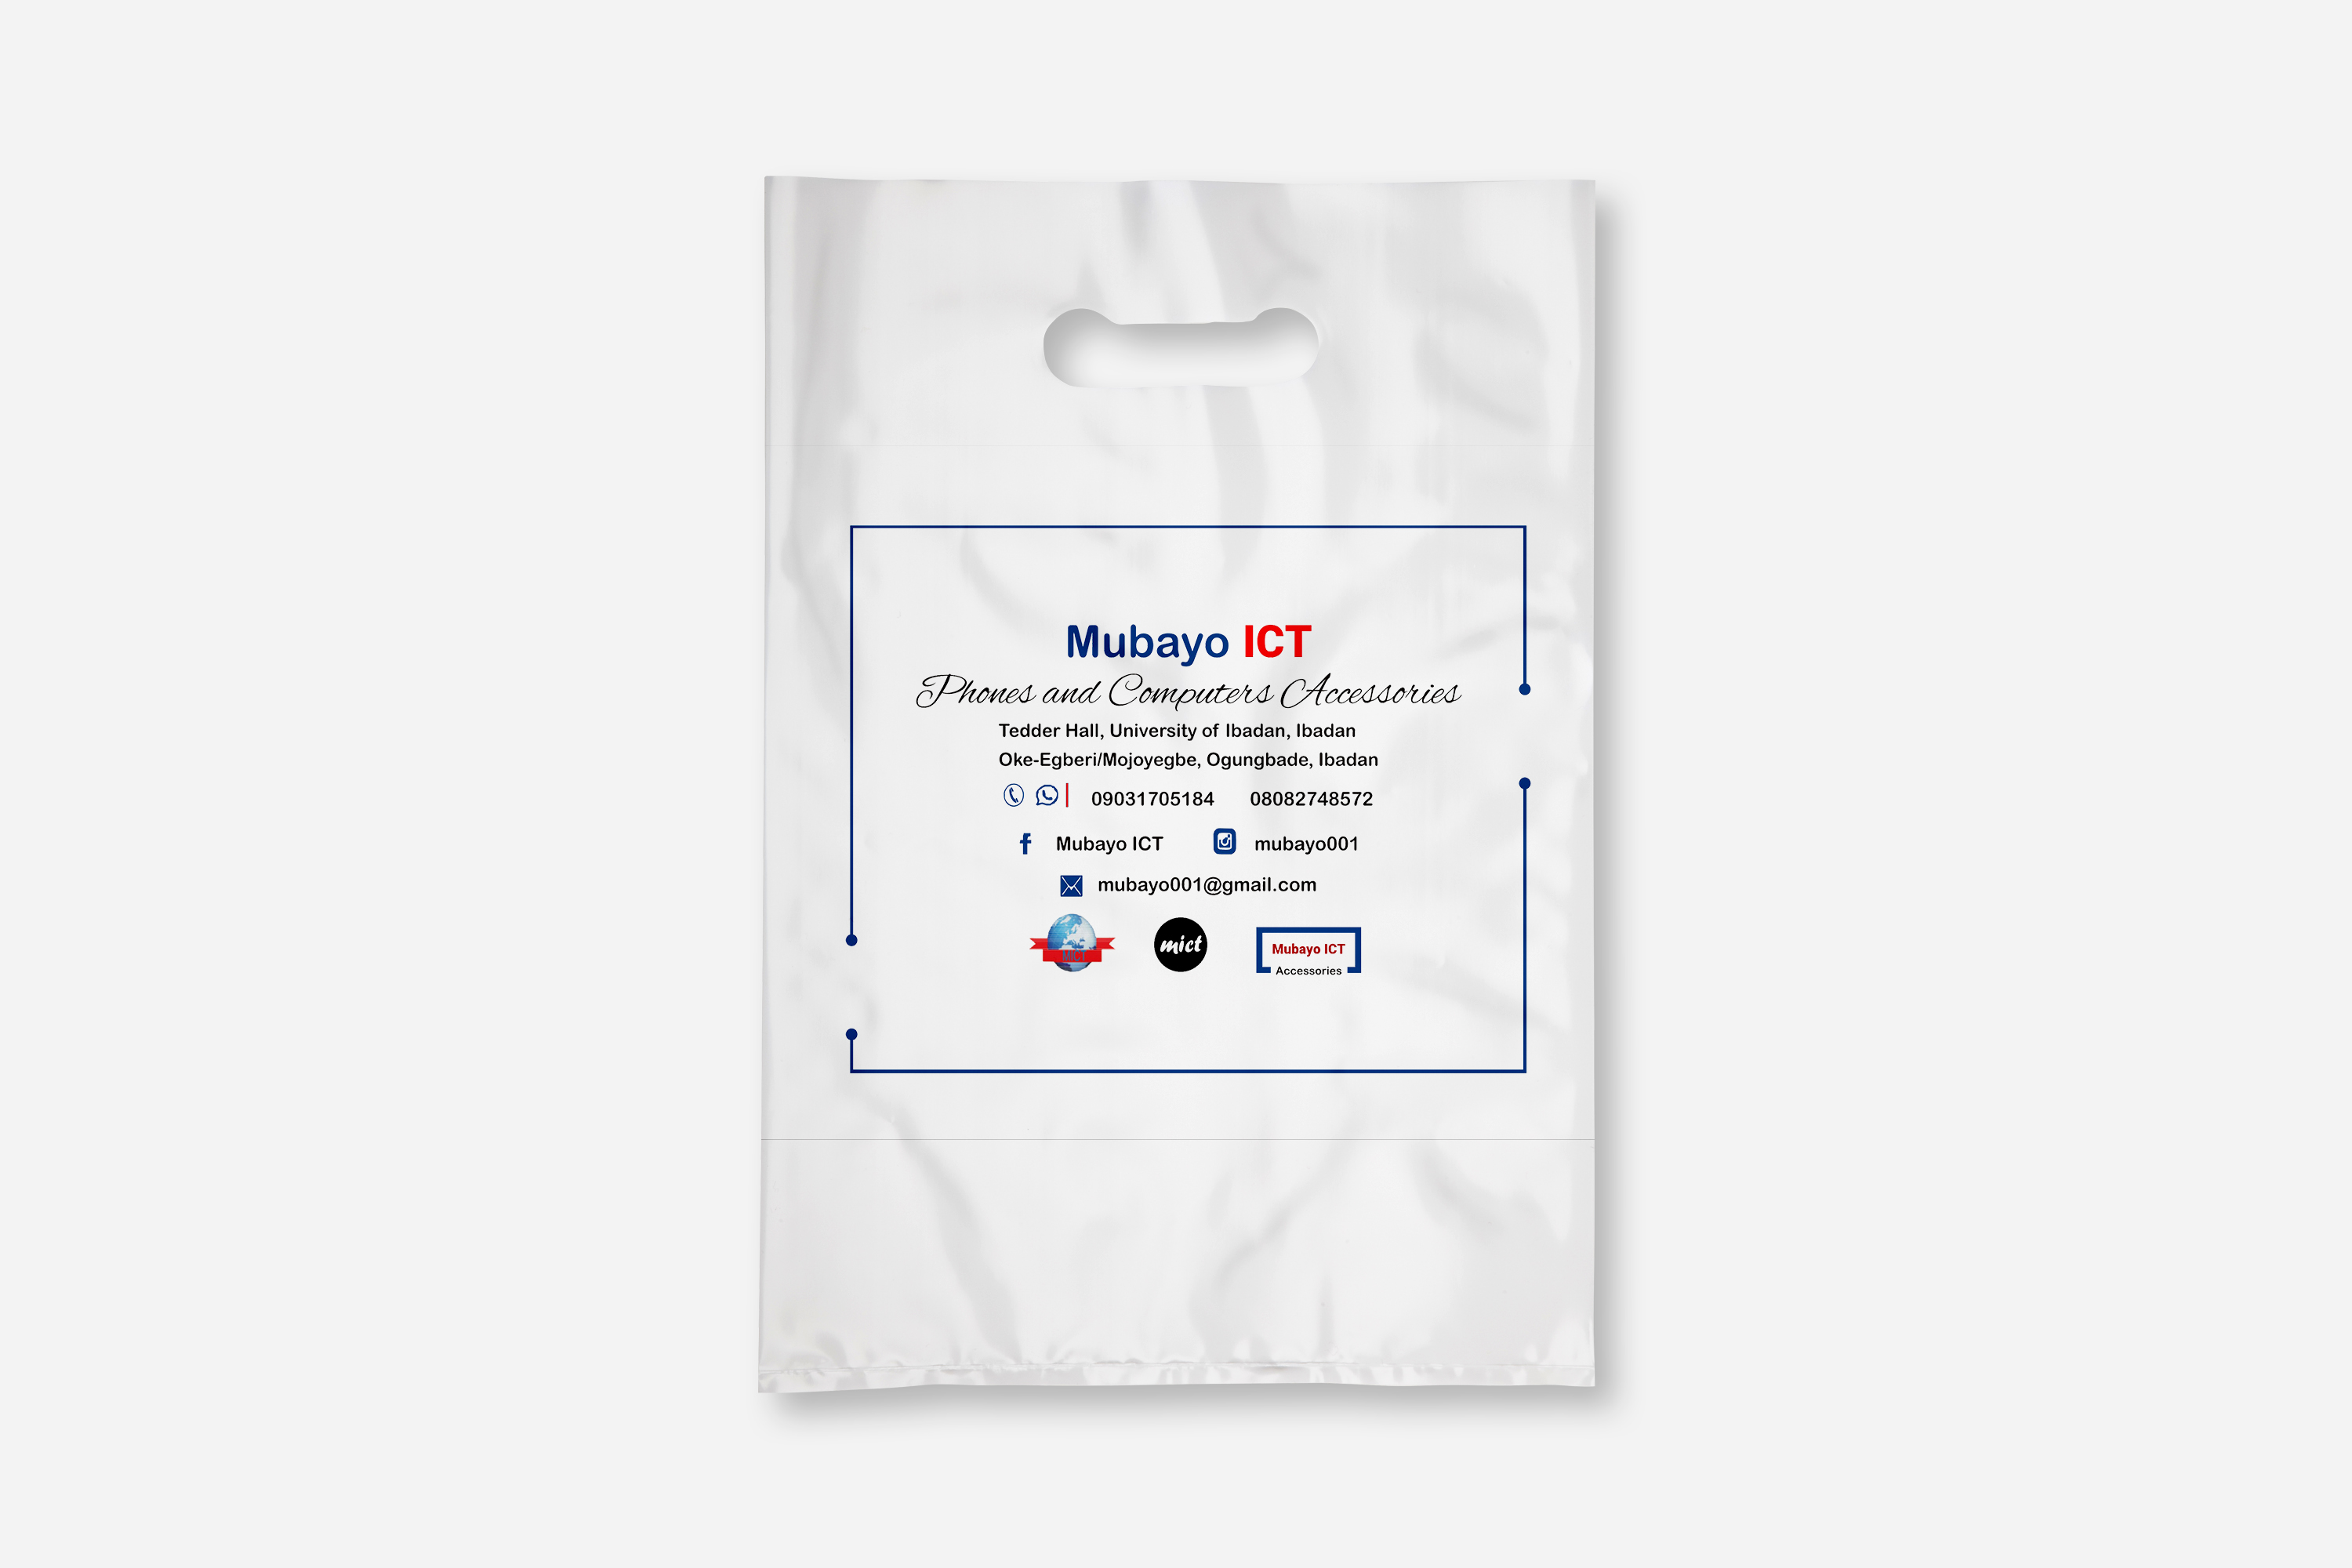 Mubayo ICT
Phones and Computers Accessories
Tedder Hall, University of Ibadan, Ibadan
Oke-Egberi/Mojoyegbe, Ogungbade, Ibadan
09031705184 08082748572
f Mubayo ICT mubayo001
mubayo001@gmail.com
MICT mict Mubayo ICT
Accessories